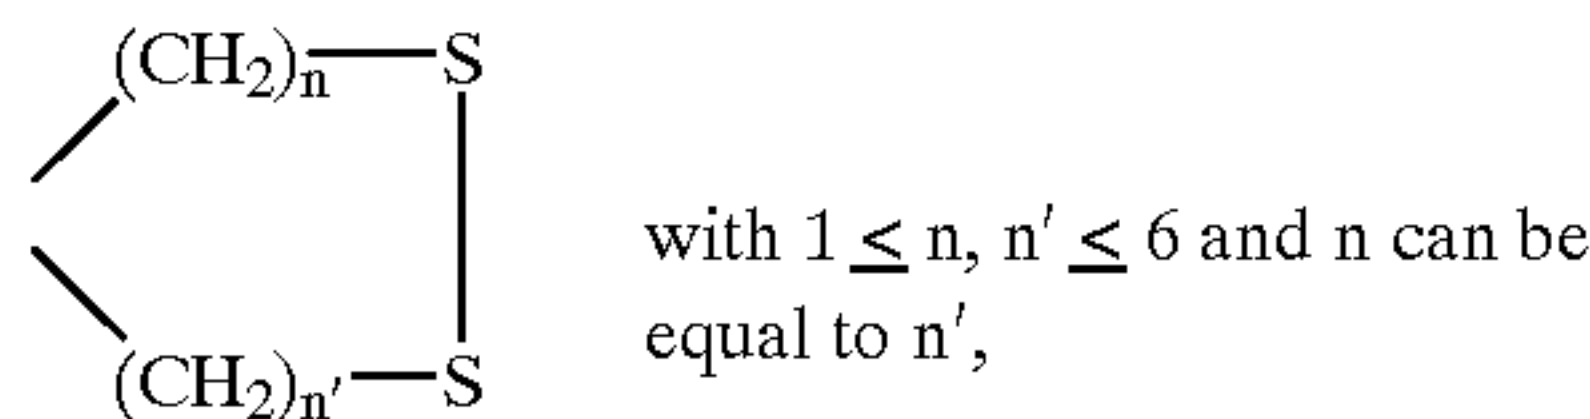 (CH₂)ₙ S
with 1 ≤ n, n′ ≤ 6 and n can be
equal to n′,
(CH₂)ₙ′ S